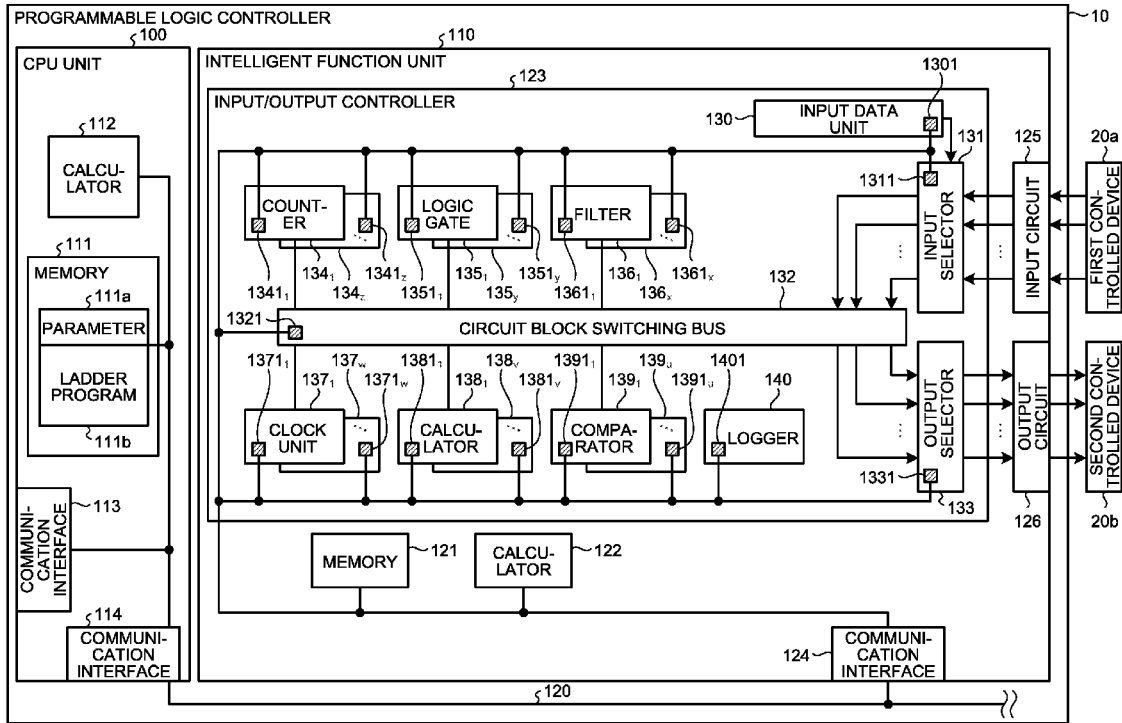 PROGRAMMABLE LOGIC CONTROLLER
10
100
CPU UNIT
112
CALCU-
LATOR
111
MEMORY
111a
PARAMETER
LADDER
PROGRAM
111b
113
COMMUNI-
CATION
INTERFACE
114
COMMUNI-
CATION
INTERFACE
110
INTELLIGENT FUNCTION UNIT
123
INPUT/OUTPUT CONTROLLER
1301
130
INPUT DATA
UNIT
131
1311
INPUT
SELECTOR
125
INPUT CIRCUIT
20a
FIRST CON-
TROLLED DEVICE
COUNT-
ER
LOGIC
GATE
FILTER
1341₁
134₁
134z
1341z
1351₁
135₁
135y
1351y
1361₁
136₁
136x
1361x
132
1321
CIRCUIT BLOCK SWITCHING BUS
1371₁
137₁
137w
1371w
1381₁
138₁
138v
1381v
1391₁
139₁
139u
1391u
1401
140
CLOCK
UNIT
CALCU-
LATOR
COMPA-
RATOR
LOGGER
OUTPUT
SELECTOR
1331
133
OUTPUT
CIRCUIT
126
SECOND CON-
TROLLED DEVICE
20b
MEMORY
121
CALCU-
LATOR
122
124
COMMUNI-
CATION
INTERFACE
120